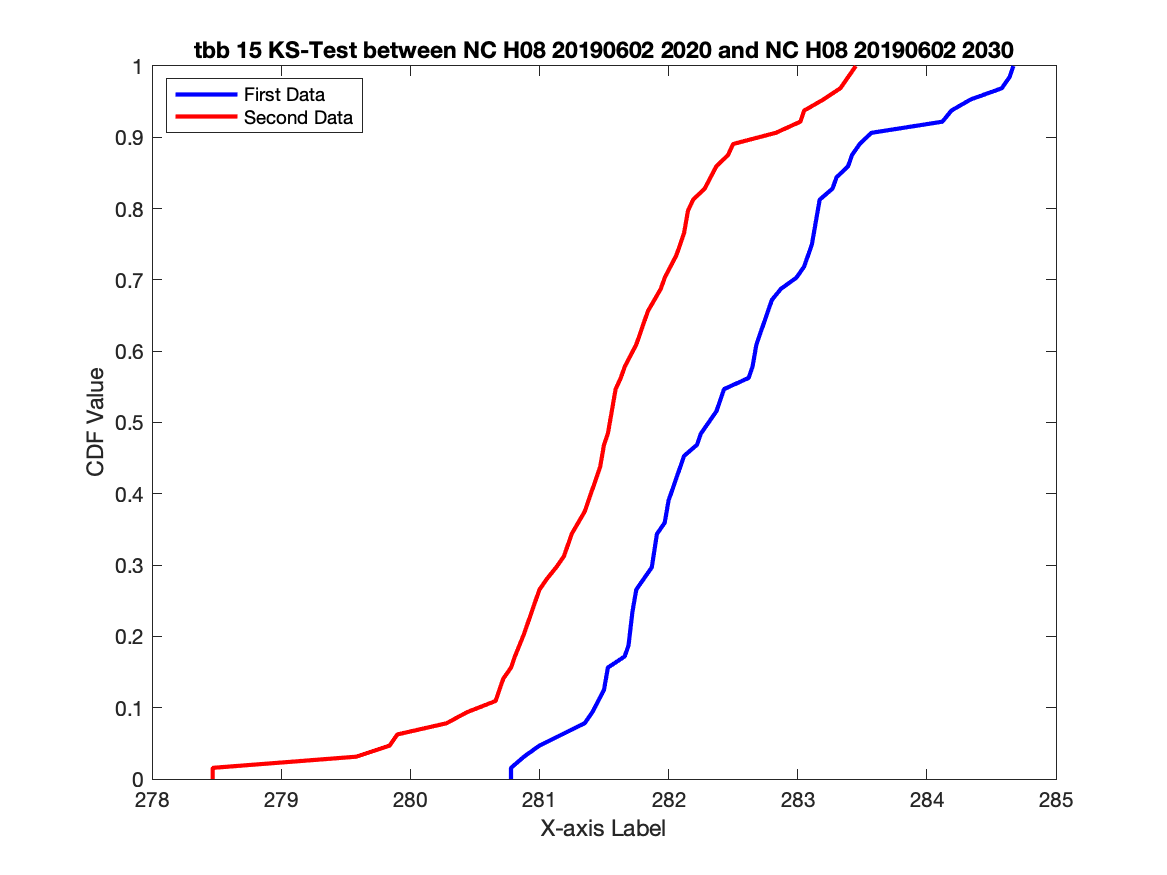 tbb 15 KS-Test between NC H08 20190602 2020 and NC H08 20190602 2030
First Data
Second Data
CDF Value
1
0.9
0.8
0.7
0.6
0.5
0.4
0.3
0.2
0.1
0
278 279 280 281 282 283 284 285
X-axis Label